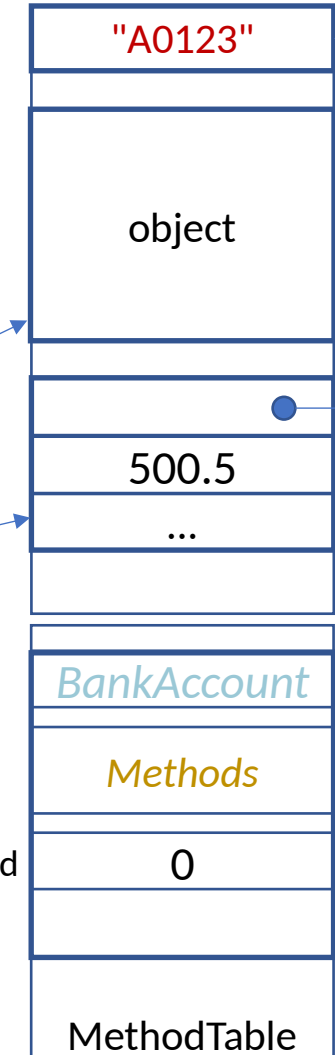 "A0123"
object
500.5
...
BankAccount
Methods
d 0
MethodTable